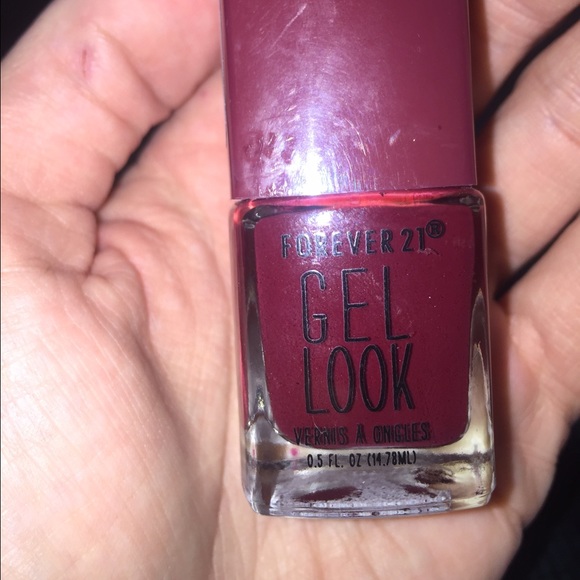 FOREVER 21®
GEL
LOOK
VERNIS À ONGLES
0.5 FL. OZ (14.78ML)